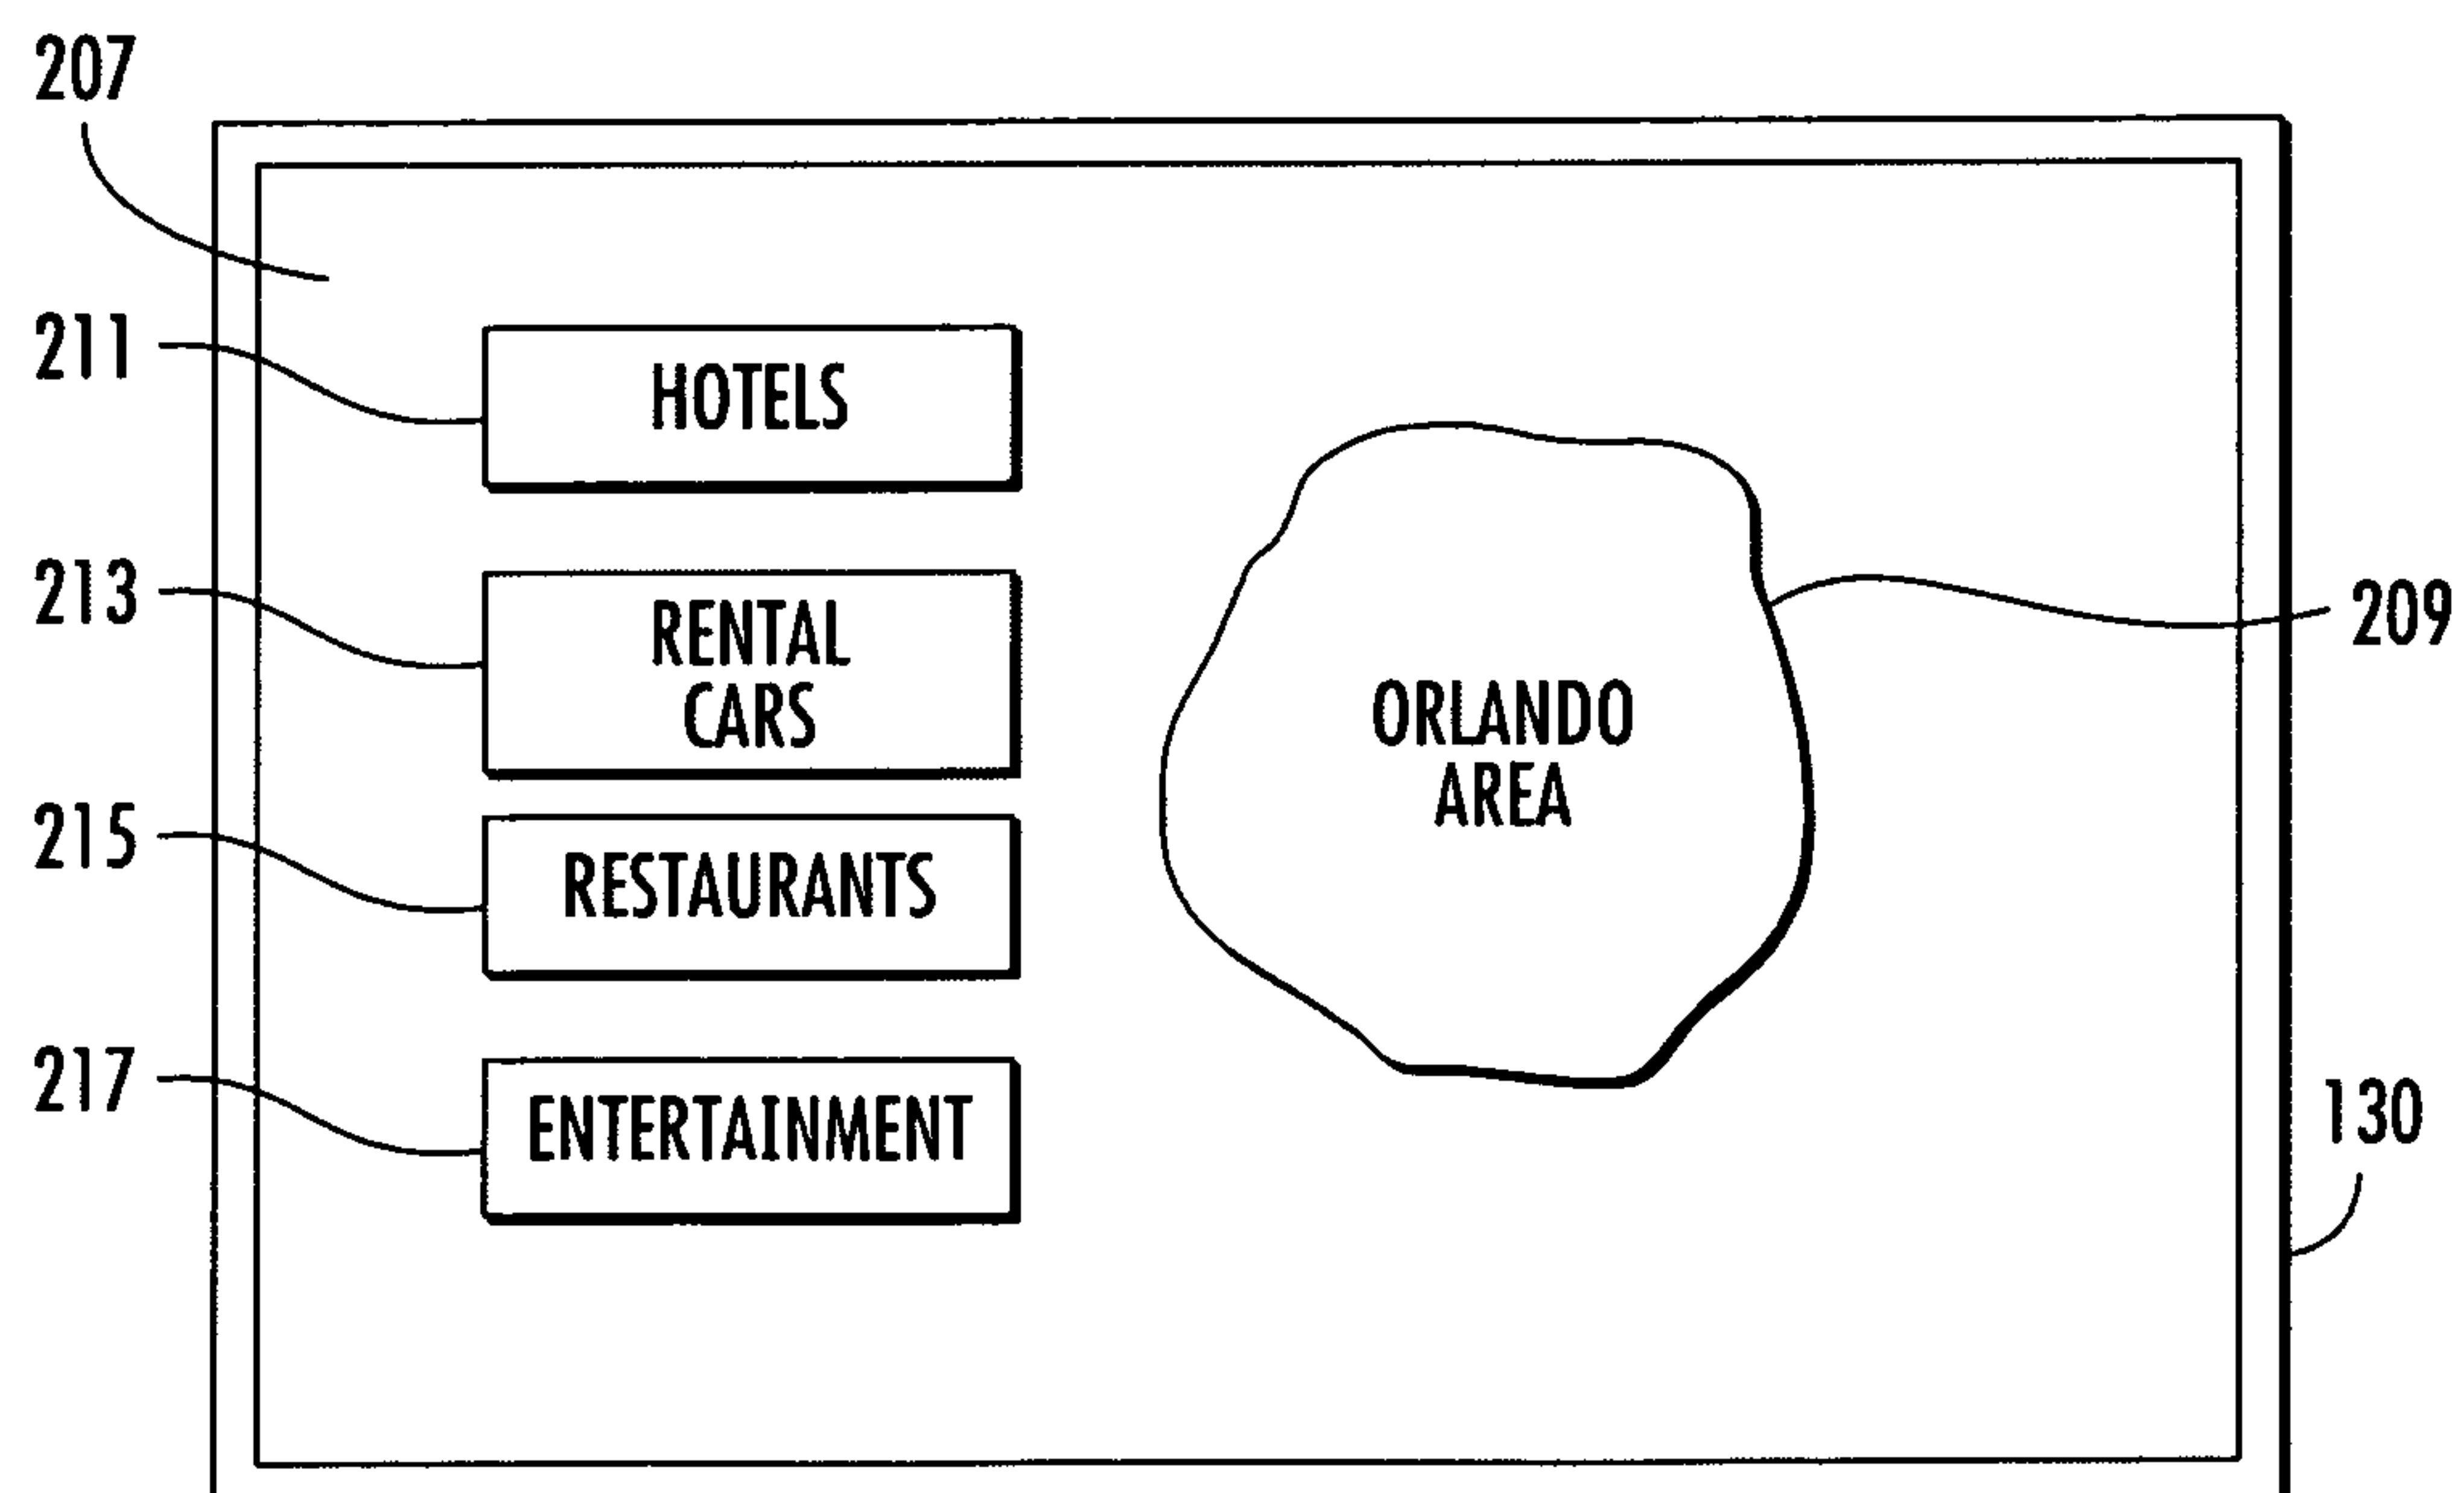 207
211
HOTELS
213
RENTAL
CARS
209
ORLANDO
AREA
215
RESTAURANTS
217
ENTERTAINMENT
130